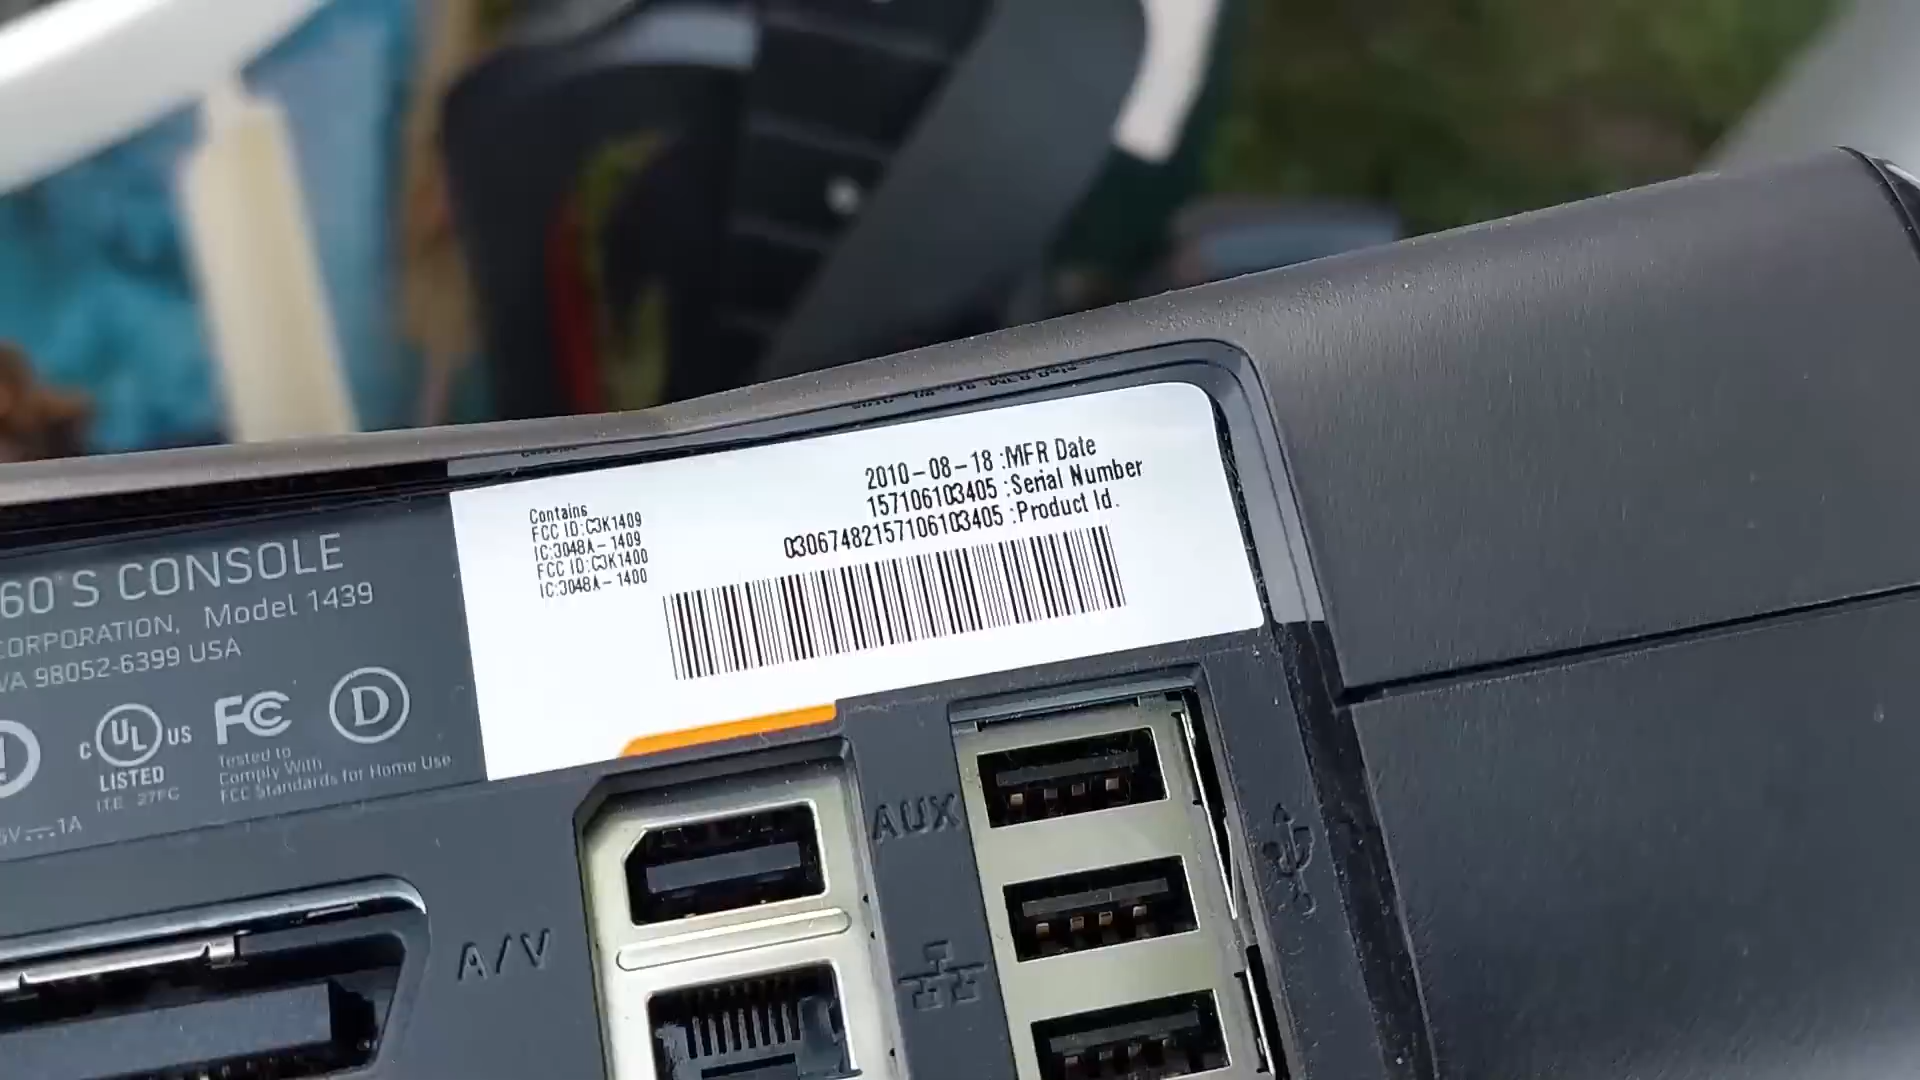 60 S CONSOLE
CORPORATION, Model 1439
WA 98052-6399 USA
C UL US
LISTED
ITE 27FC
FC
Tested to
Comply With
FCC Standards for Home Use
D
5V 1A
Contains
FCC ID:C3K1409
IC:3048A-1409
FCC ID:C3K1400
IC:3048A-1400
2010-08-18 :MFR Date
157106103405 :Serial Number
03067482157106103405 :Product Id.
A/V
AUX